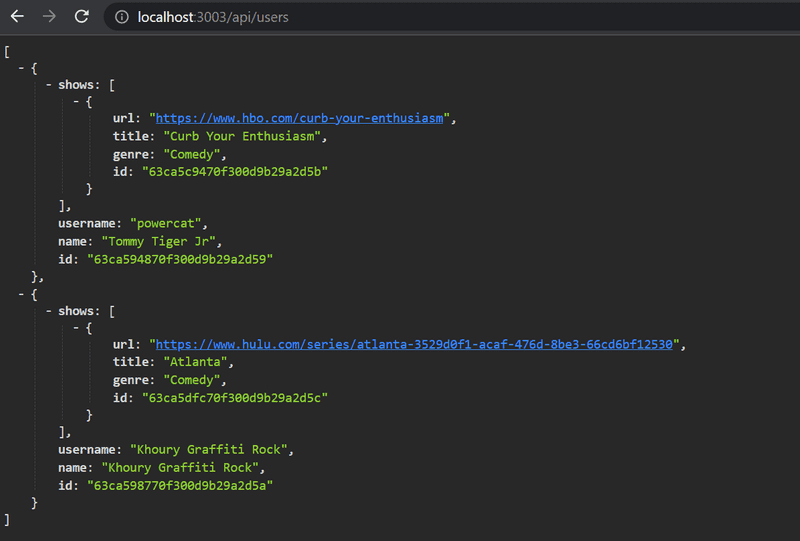 localhost:3003/api/users
[
- {
- shows: [
- {
url: "https://www.hbo.com/curb-your-enthusiasm",
title: "Curb Your Enthusiasm",
genre: "Comedy",
id: "63ca5c9470f300d9b29a2d5b"
}
],
username: "powercat",
name: "Tommy Tiger Jr",
id: "63ca594870f300d9b29a2d59"
},
- {
- shows: [
- {
url: "https://www.hulu.com/series/atlanta-3529d0f1-acaf-476d-8be3-66cd6bf12530",
title: "Atlanta",
genre: "Comedy",
id: "63ca5dfc70f300d9b29a2d5c"
}
],
username: "Khoury Graffiti Rock",
name: "Khoury Graffiti Rock",
id: "63ca598770f300d9b29a2d5a"
}
]